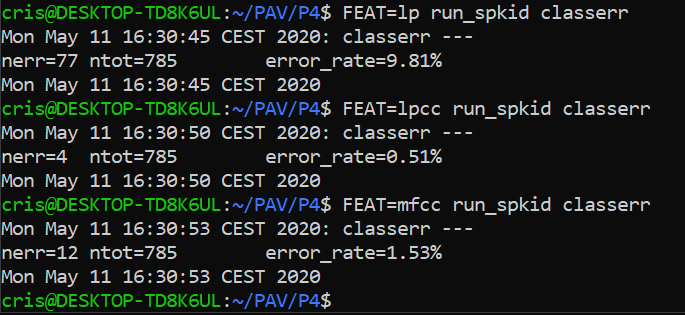 cris@DESKTOP-TD8K6UL:~/PAV/P4$ FEAT=lp run_spkid classerr
Mon May 11 16:30:45 CEST 2020: classerr ---
nerr=77 ntot=785        error_rate=9.81%
Mon May 11 16:30:45 CEST 2020
cris@DESKTOP-TD8K6UL:~/PAV/P4$ FEAT=lpcc run_spkid classerr
Mon May 11 16:30:50 CEST 2020: classerr ---
nerr=4  ntot=785        error_rate=0.51%
Mon May 11 16:30:50 CEST 2020
cris@DESKTOP-TD8K6UL:~/PAV/P4$ FEAT=mfcc run_spkid classerr
Mon May 11 16:30:53 CEST 2020: classerr ---
nerr=12 ntot=785        error_rate=1.53%
Mon May 11 16:30:53 CEST 2020
cris@DESKTOP-TD8K6UL:~/PAV/P4$